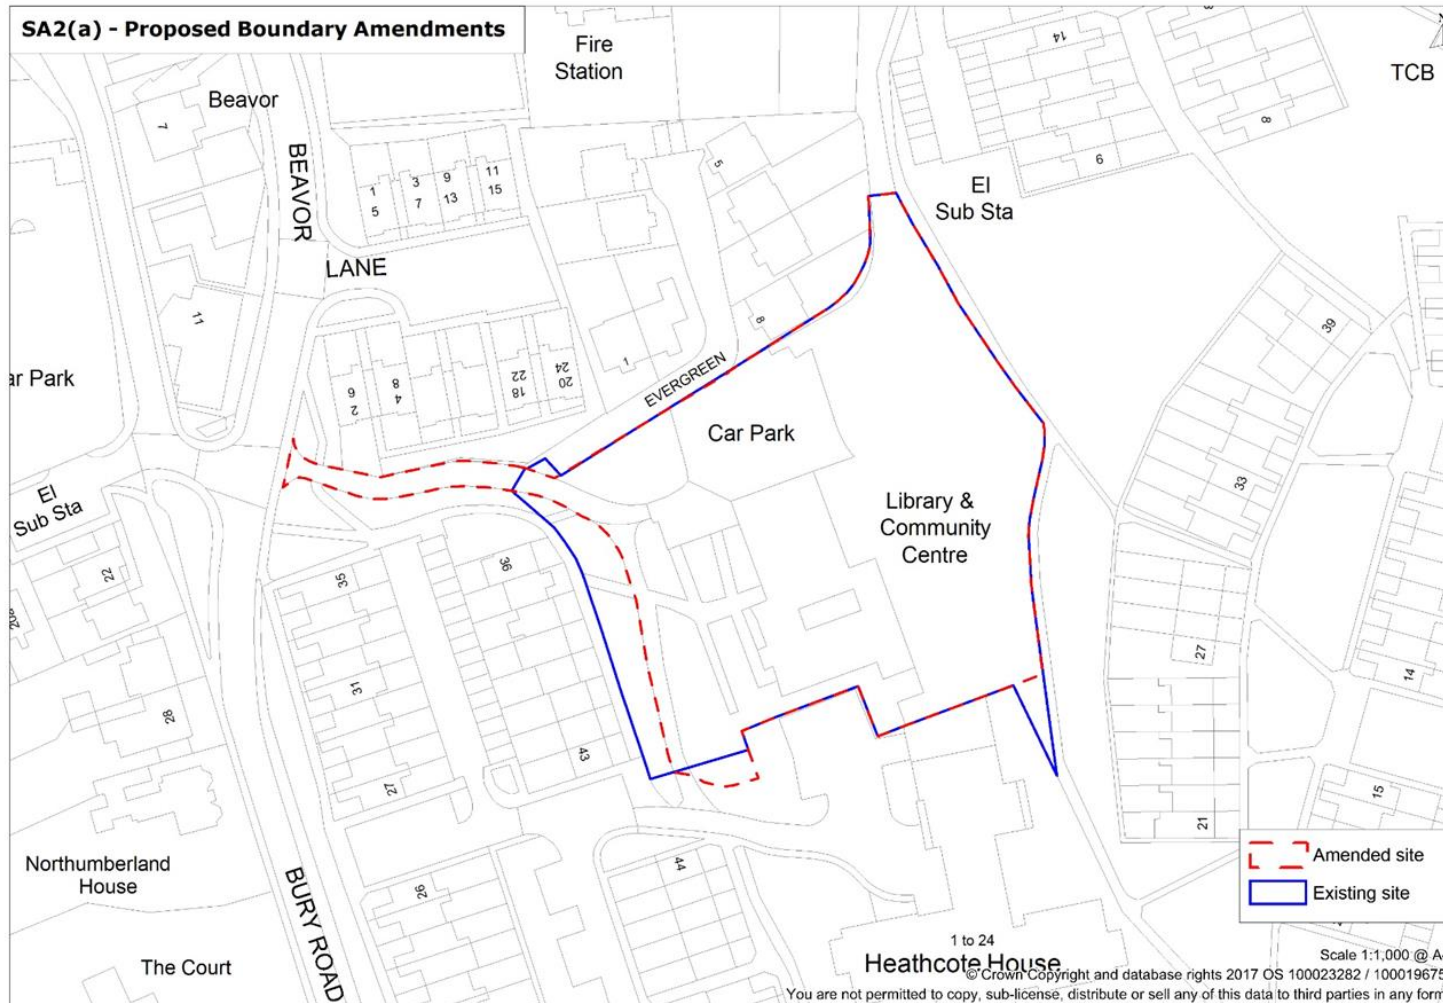 SA2(a) - Proposed Boundary Amendments
Fire
Station
TCB
Beavor
7
BEAVOR
LANE
1
5
3
7
9
13
11
15
5
14
8
6
El
Sub Sta
11
ar Park
2
6
4
8
18
22
20
24
1
8
EVERGREEN
Car Park
Library &
Community
Centre
39
33
El
Sub Sta
22
35
36
31
27
28
43
27
14
21
15
Northumberland
House
BURY ROAD
26
44
The Court
Amended site
Existing site
1 to 24
Heathcote House
Scale 1:1,000 @ A
© Crown Copyright and database rights 2017 OS 100023282 / 100019675
You are not permitted to copy, sub-license, distribute or sell any of this data to third parties in any form